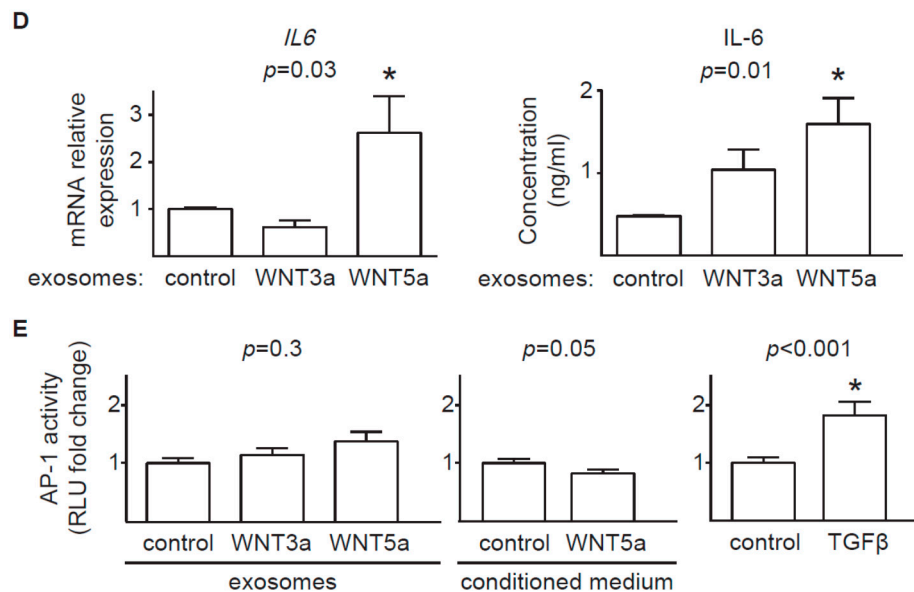 D
IL6
p=0.03
*
mRNA relative
expression
3
2
1
exosomes: control WNT3a WNT5a
IL-6
p=0.01
*
Concentration
(ng/ml)
2
1
exosomes: control WNT3a WNT5a
E
AP-1 activity
(RLU fold change)
p=0.3
2
1
control WNT3a WNT5a
exosomes
p=0.05
2
1
control WNT5a
conditioned medium
p<0.001
*
2
1
control TGFβ